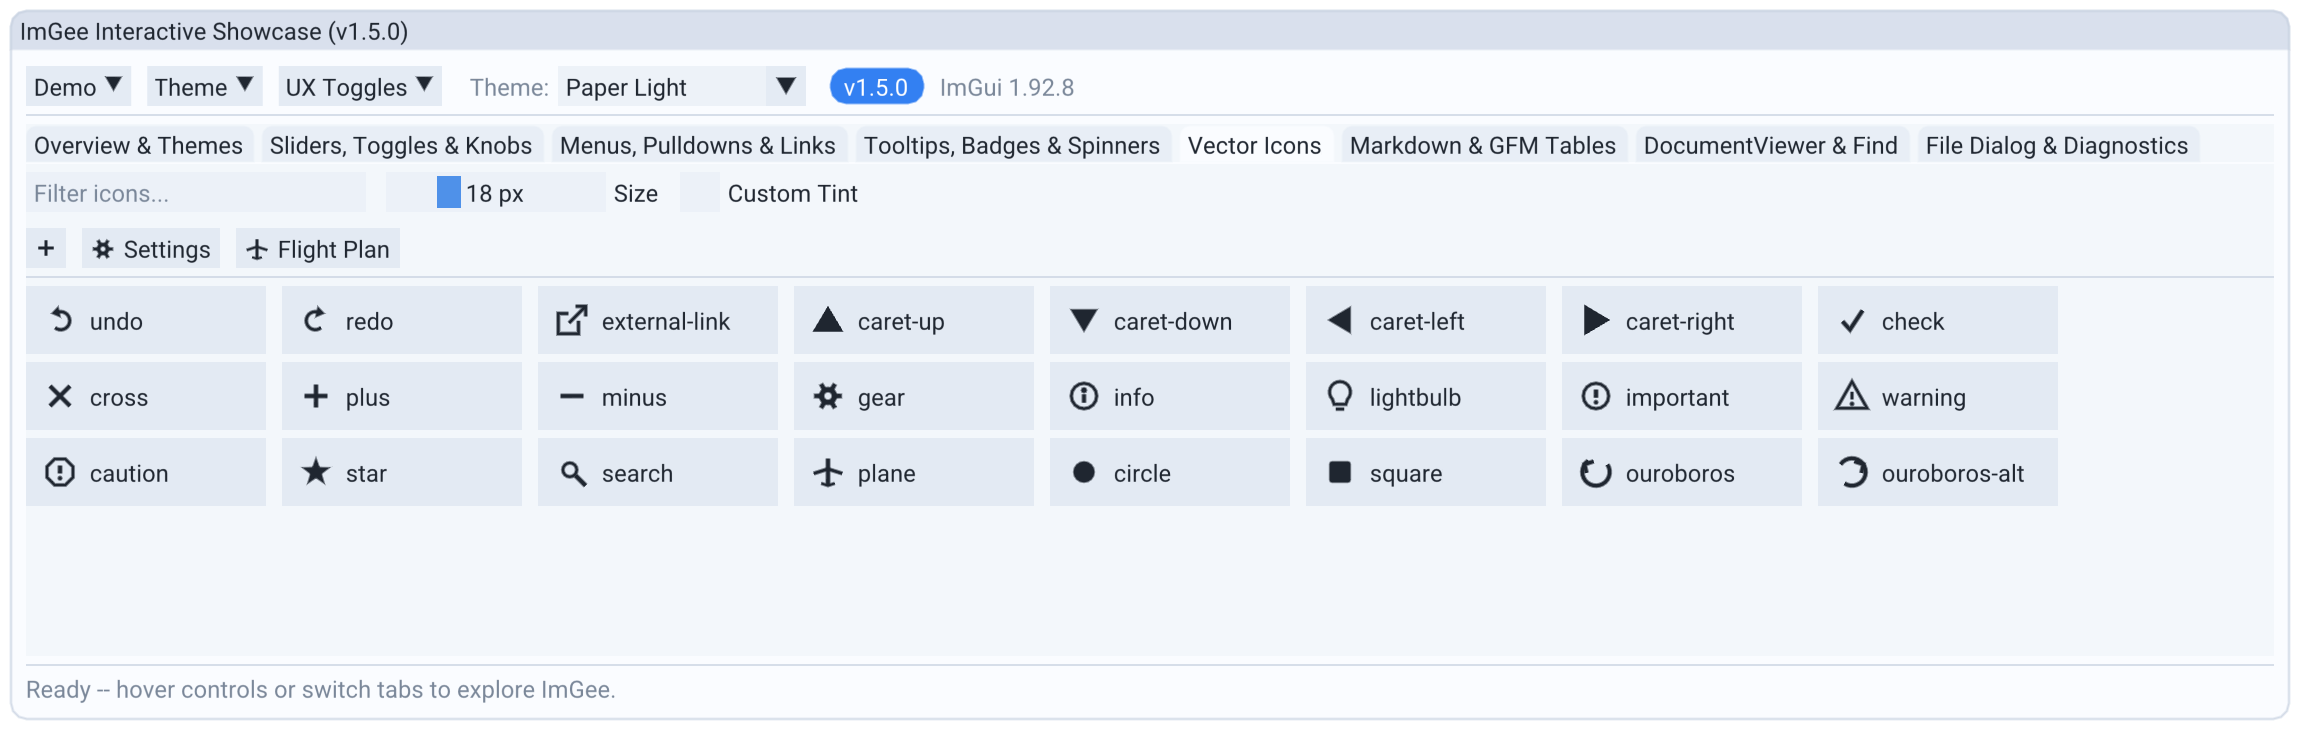 ImGee Interactive Showcase (v1.5.0)
Demo Theme UX Toggles Theme: Paper Light v1.5.0 ImGui 1.92.8
Overview & Themes Sliders, Toggles & Knobs Menus, Pulldowns & Links Tooltips, Badges & Spinners Vector Icons Markdown & GFM Tables DocumentViewer & Find File Dialog & Diagnostics
Filter icons... 18 px Size Custom Tint
+ Settings Flight Plan
undo redo external-link caret-up caret-down caret-left caret-right check
cross plus minus gear info lightbulb important warning
caution star search plane circle square ouroboros ouroboros-alt
Ready -- hover controls or switch tabs to explore ImGee.